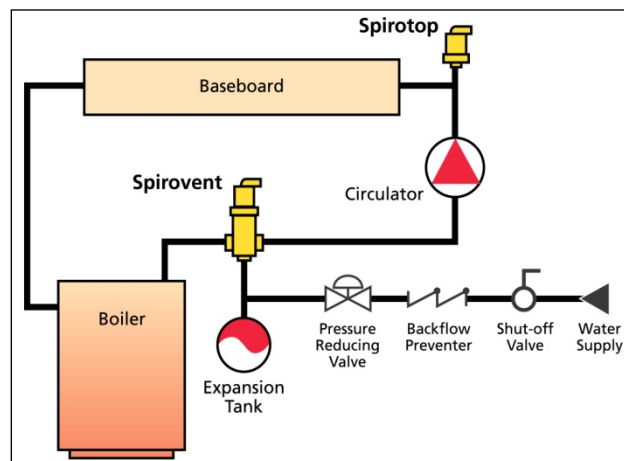 Spirotop
Baseboard
Spirovent
Circulator
Boiler
Expansion
Tank
Pressure
Reducing
Valve
Backflow
Preventer
Shut-off
Valve
Water
Supply